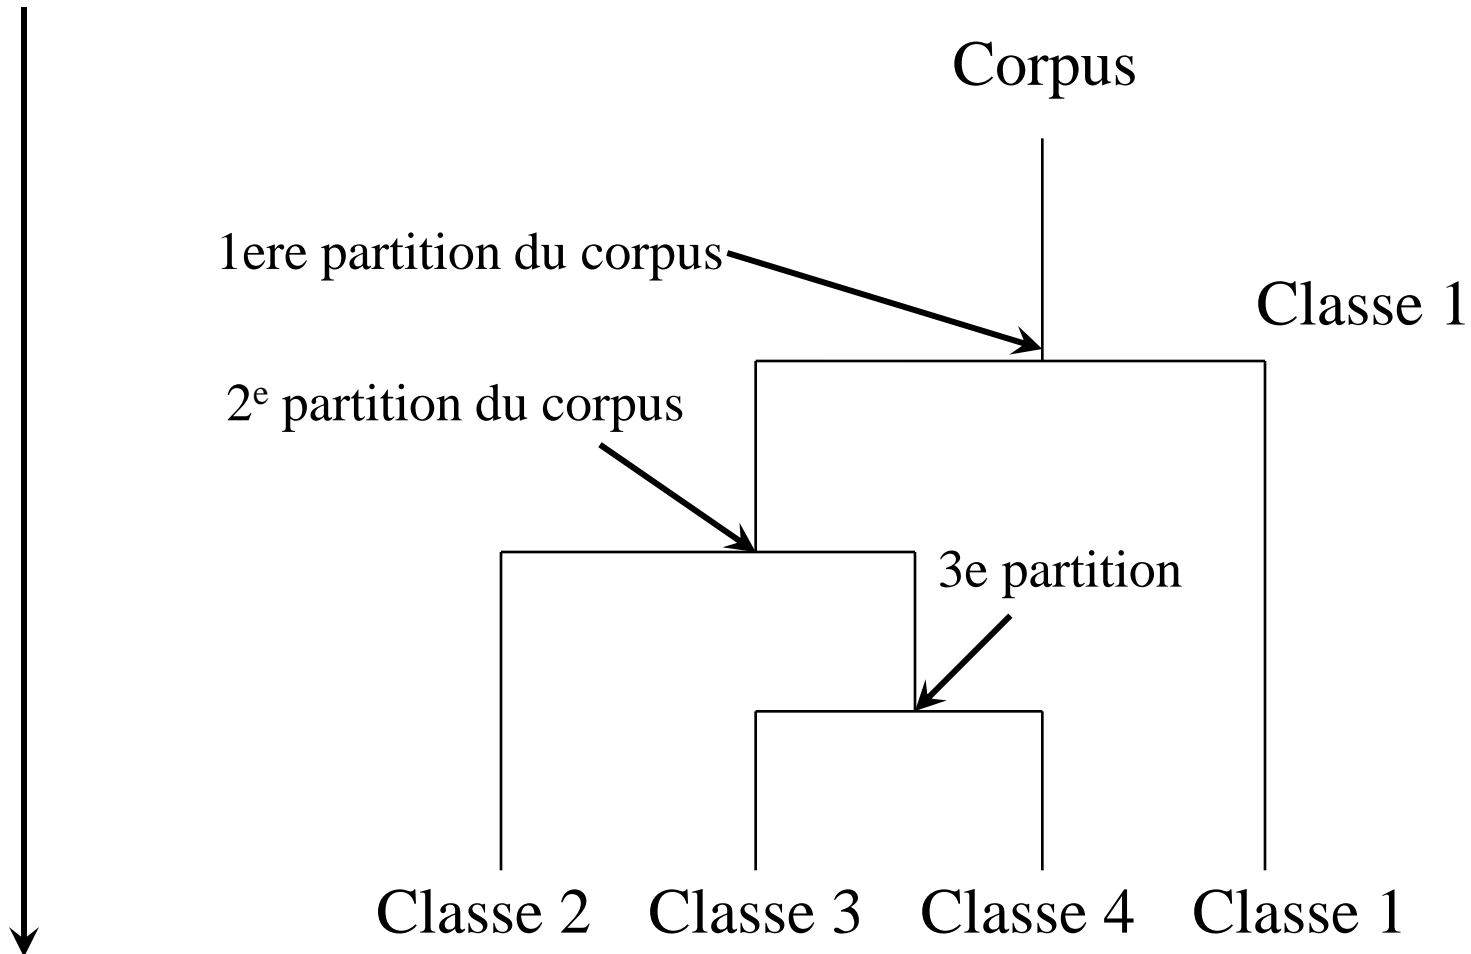 Corpus
1ere partition du corpus
Classe 1
2e partition du corpus
3e partition
Classe 2 Classe 3 Classe 4 Classe 1